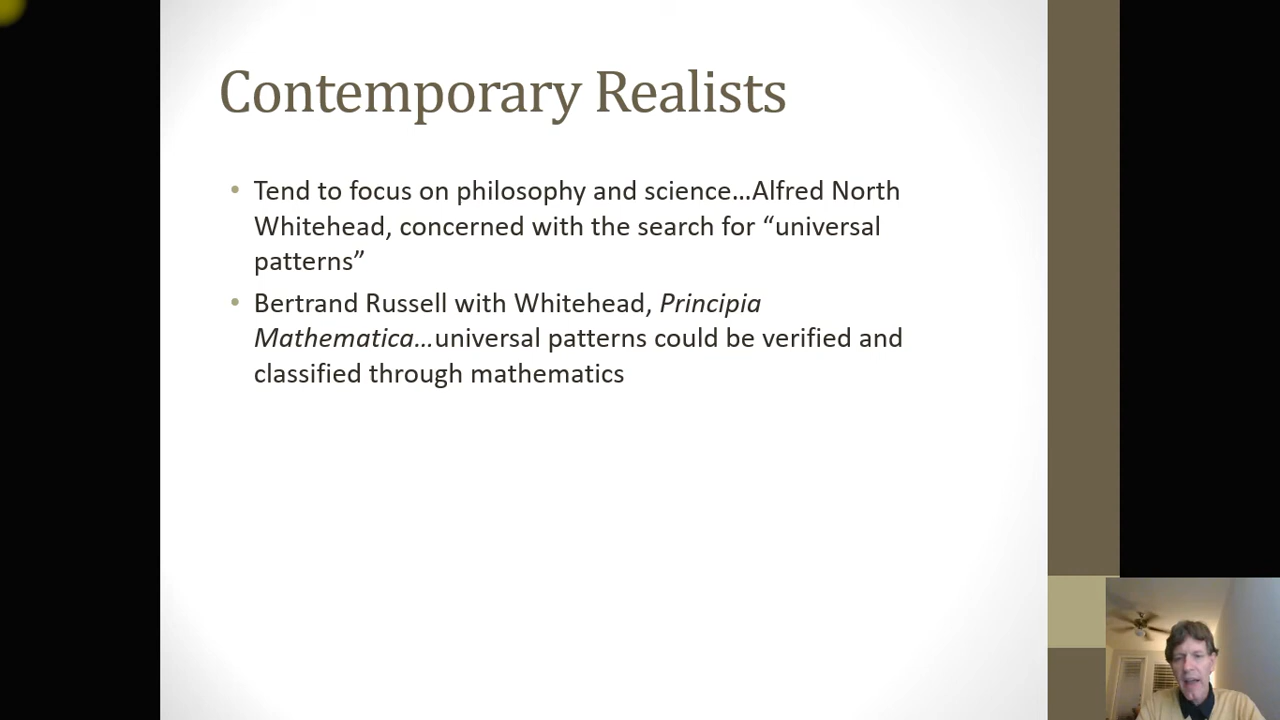 Contemporary Realists
• Tend to focus on philosophy and science…Alfred North
Whitehead, concerned with the search for “universal
patterns”
• Bertrand Russell with Whitehead, Principia
Mathematica…universal patterns could be verified and
classified through mathematics